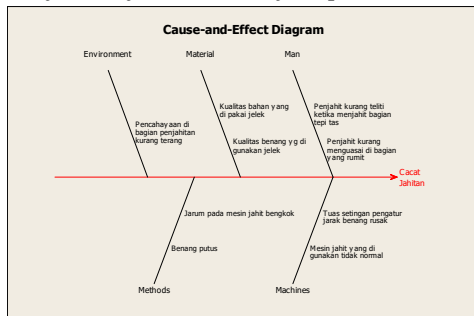 Cause-and-Effect Diagram
Environment
Material
Man
Pencahayaan di
bagian penjahitan
kurang terang
Kualitas bahan yang
di pakai jelek
Kualitas benang yg di
gunakan jelek
Penjahit kurang teliti
ketika menjahit bagian
tepi tas
Penjahit kurang
menguasai di bagian
yang rumit
Cacat
Jahitan
Jarum pada mesin jahit bengkok
Benang putus
Tuas setingan pengatur
jarak benang rusak
Mesin jahit yang di
gunakan tidak normal
Methods
Machines